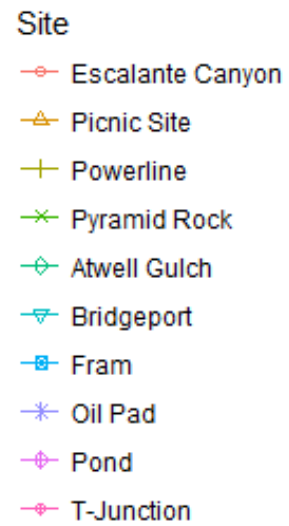 Site
Escalante Canyon
Picnic Site
Powerline
Pyramid Rock
Atwell Gulch
Bridgeport
Fram
Oil Pad
Pond
T-Junction